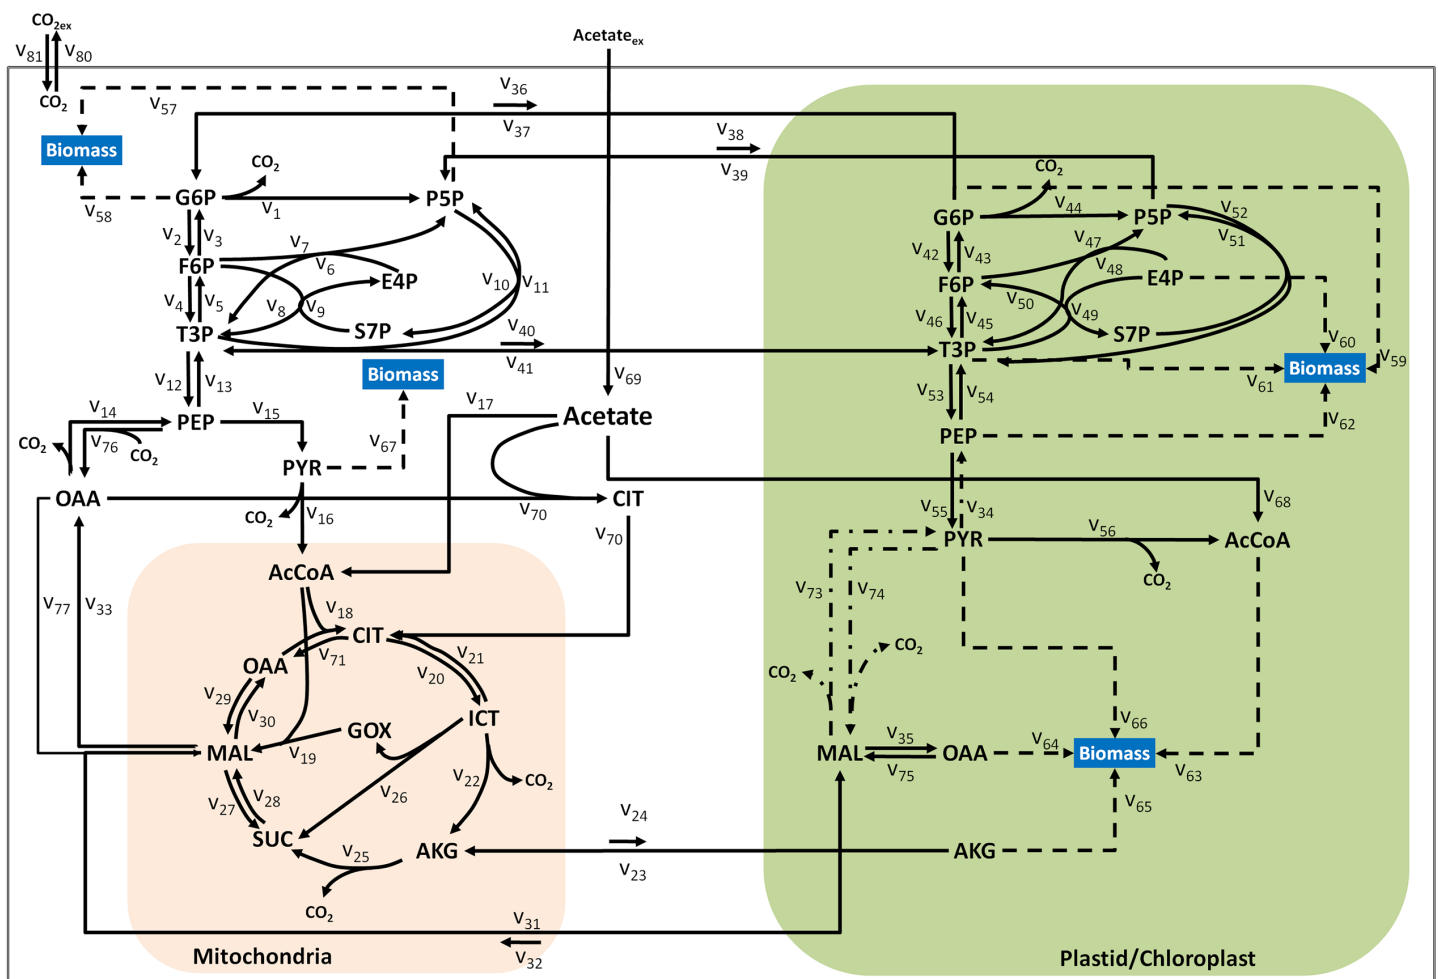 CO₂ex
Acetateₑₓ
V₈₁
V₈₀
CO₂
V₅₇
V₃₆
V₃₇
V₃₈
V₃₉
Biomass
CO₂
CO₂
G6P
V₁
P5P
V₅₈
G6P
V₄₄
P5P
V₅₂
V₅₁
V₂
V₃
V₇
V₆
V₄₂
V₄₃
V₄₇
V₄₈
F6P
E4P
V₁₀
V₁₁
F6P
E4P
V₄
V₅
V₈
V₉
V₅₀
V₄₉
V₄₆
V₄₅
T3P
S7P
V₄₀
V₄₁
T3P
S7P
V₆₀
V₅₉
V₁₂
V₁₃
Biomass
V₆₉
V₅₃
V₅₄
V₆₁
Biomass
V₁₄
PEP
V₁₅
V₁₇
Acetate
V₆₂
CO₂
V₇₆
CO₂
V₆₇
PEP
PYR
OAA
CO₂
V₁₆
V₇₀
CIT
V₇₀
V₅₅
V₃₄
V₆₈
PYR
V₅₆
AcCoA
CO₂
AcCoA
V₇₇
V₃₃
V₁₈
V₇₃
V₇₄
CIT
V₇₁
V₂₀
V₂₁
OAA
CO₂
CO₂
V₂₉
V₃₀
GOX
ICT
V₆₆
MAL
V₁₉
MAL
V₃₅
V₇₅
OAA
V₆₄
Biomass
V₆₃
V₂₇
V₂₈
V₂₆
V₂₂
CO₂
V₆₅
SUC
V₂₅
AKG
V₂₄
V₂₃
AKG
CO₂
V₃₁
V₃₂
Mitochondria
Plastid/Chloroplast